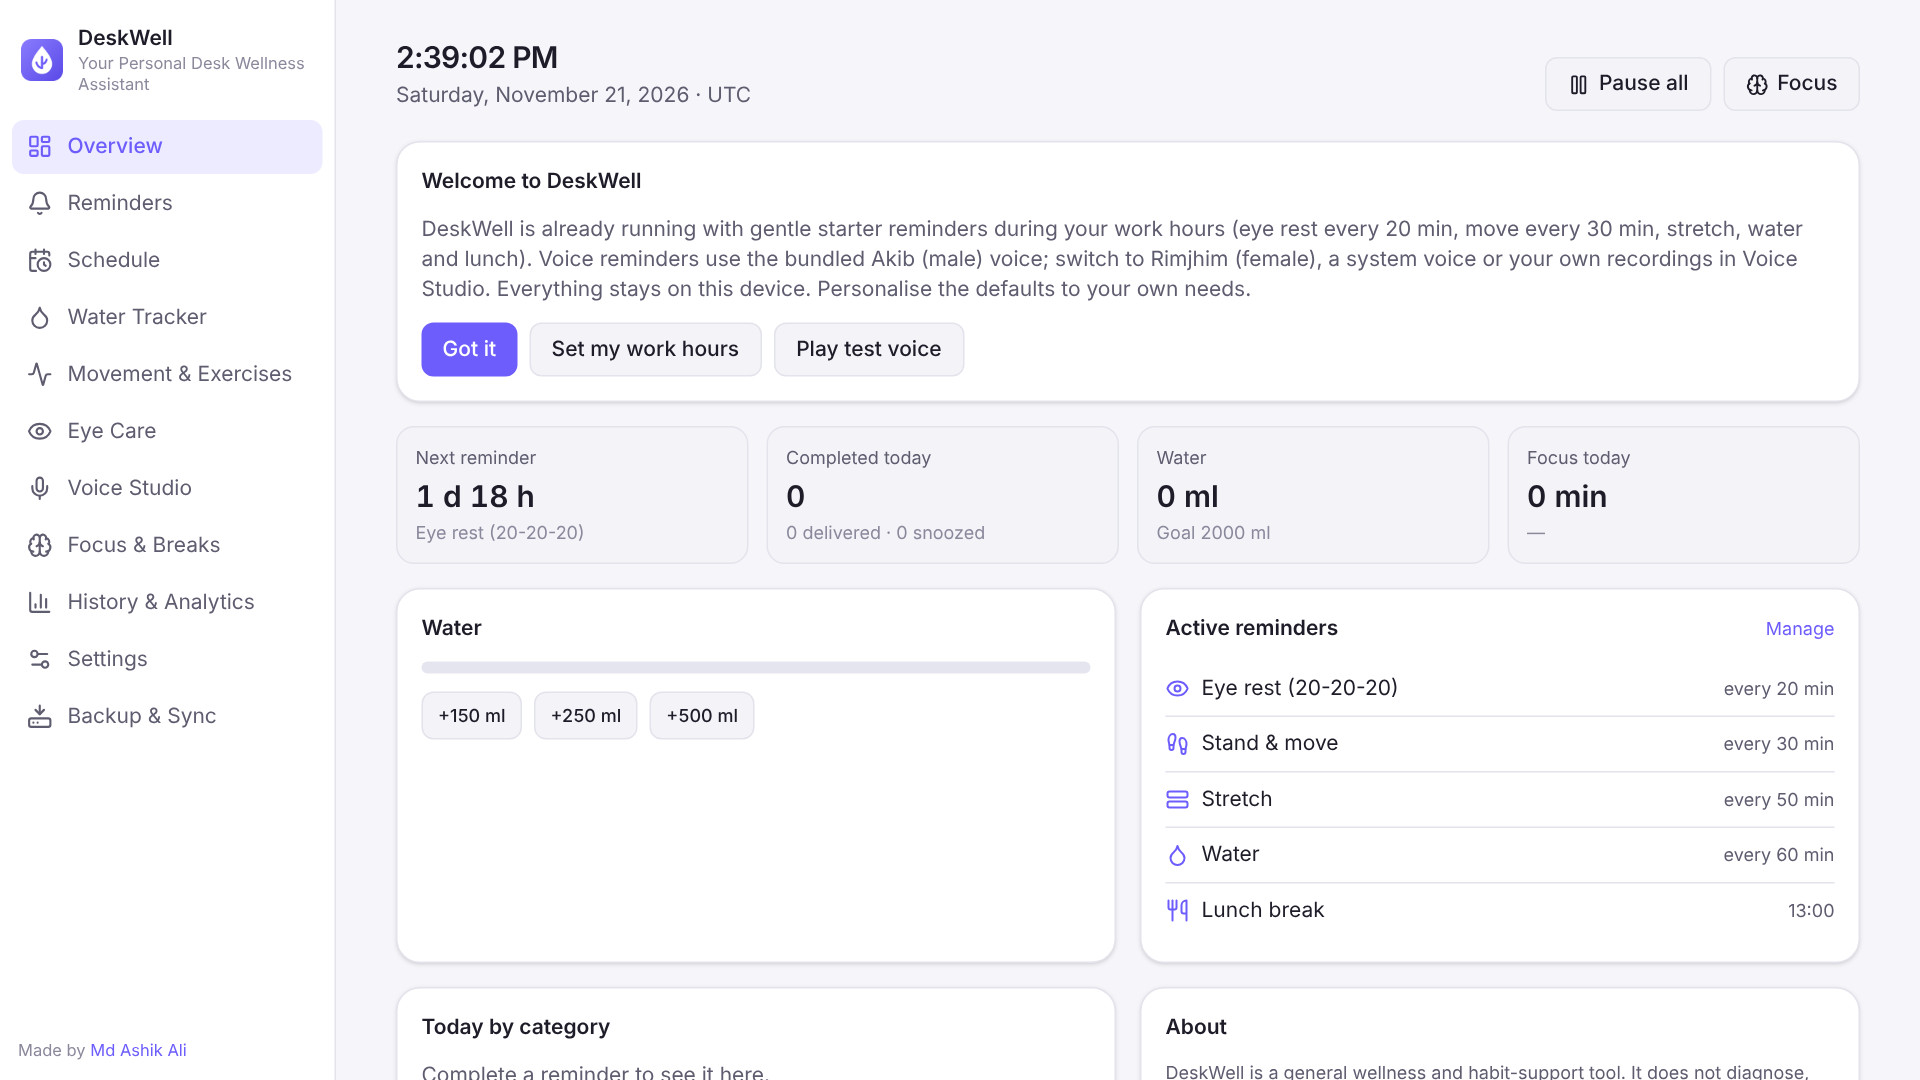 DeskWell
Your Personal Desk Wellness
Assistant
Overview
Reminders
Schedule
Water Tracker
Movement & Exercises
Eye Care
Voice Studio
Focus & Breaks
History & Analytics
Settings
Backup & Sync
Made by Md Ashik Ali
2:39:02 PM
Saturday, November 21, 2026 · UTC
Pause all
Focus
Welcome to DeskWell
DeskWell is already running with gentle starter reminders during your work hours (eye rest every 20 min, move every 30 min, stretch, water
and lunch). Voice reminders use the bundled Akib (male) voice; switch to Rimjhim (female), a system voice or your own recordings in Voice
Studio. Everything stays on this device. Personalise the defaults to your own needs.
Got it
Set my work hours
Play test voice
Next reminder
1 d 18 h
Eye rest (20-20-20)
Completed today
0
0 delivered · 0 snoozed
Water
0 ml
Goal 2000 ml
Focus today
0 min
—
Water
+150 ml
+250 ml
+500 ml
Active reminders
Manage
Eye rest (20-20-20)
every 20 min
Stand & move
every 30 min
Stretch
every 50 min
Water
every 60 min
Lunch break
13:00
Today by category
Complete a reminder to see it here.
About
DeskWell is a general wellness and habit-support tool. It does not diagnose,